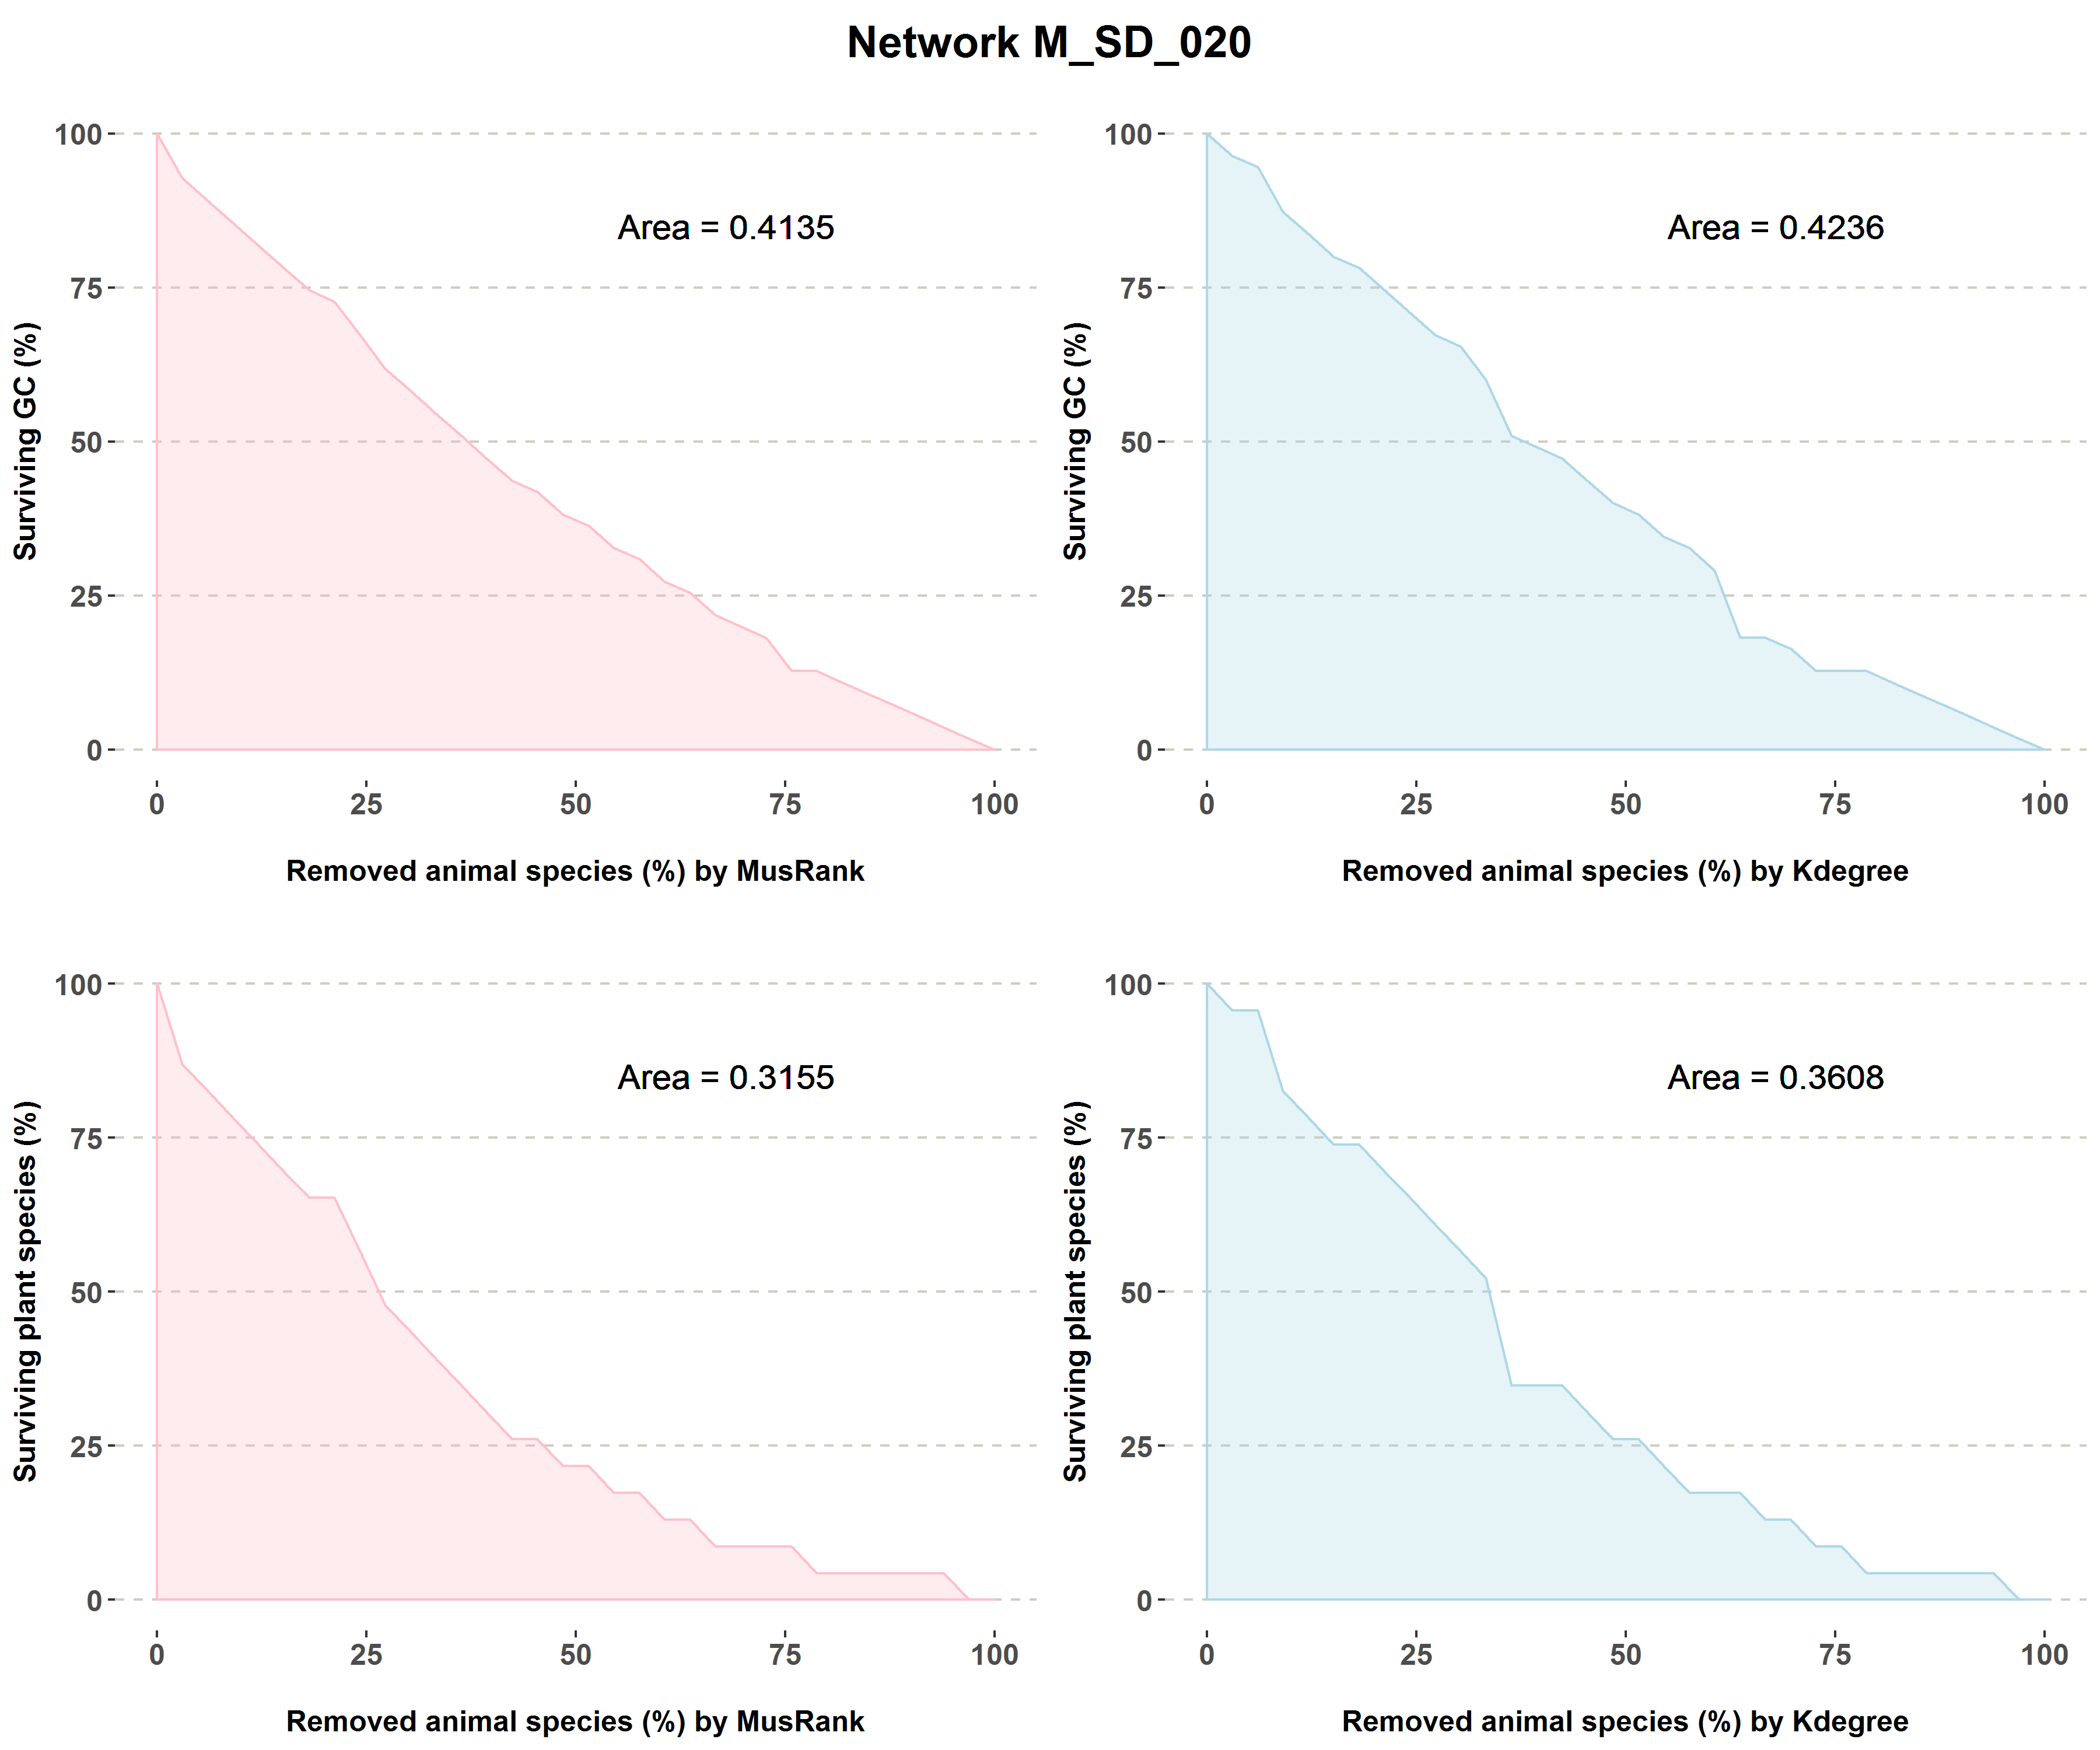 Network M_SD_020
Surviving GC (%)
100
75
50
25
0
Area = 0.4135
0 25 50 75 100
Removed animal species (%) by MusRank
Surviving GC (%)
100
75
50
25
0
Area = 0.4236
0 25 50 75 100
Removed animal species (%) by Kdegree
Surviving plant species (%)
100
75
50
25
0
Area = 0.3155
0 25 50 75 100
Removed animal species (%) by MusRank
Surviving plant species (%)
100
75
50
25
0
Area = 0.3608
0 25 50 75 100
Removed animal species (%) by Kdegree